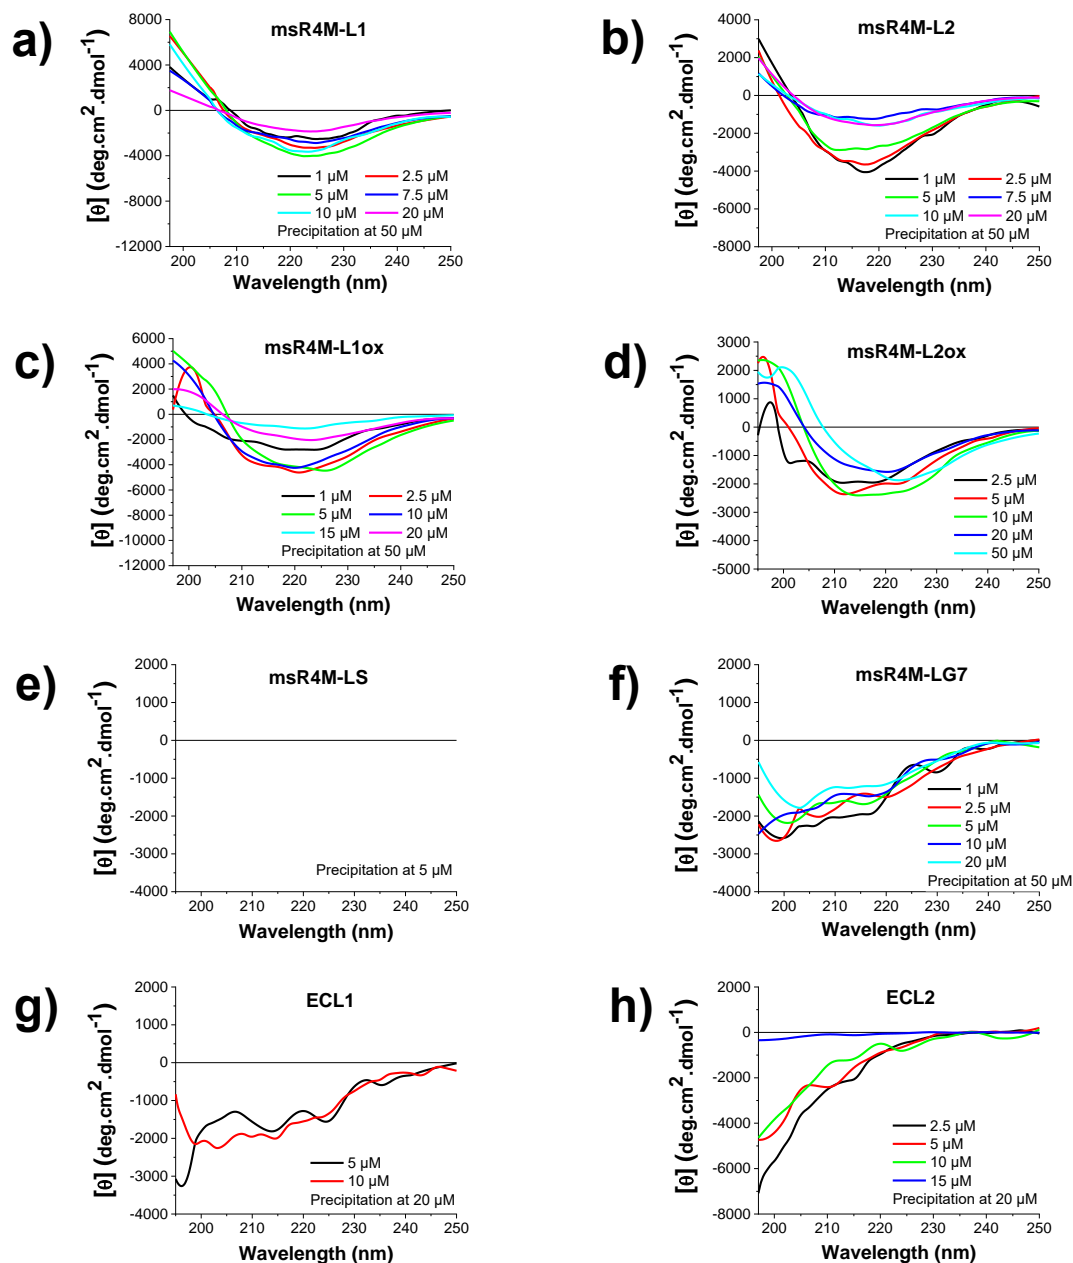 a)
msR4M-L1
[θ] (deg.cm².dmol⁻¹)
8000
4000
0
-4000
-8000
-12000
1 µM
2.5 µM
5 µM
7.5 µM
10 µM
20 µM
Precipitation at 50 µM
200 210 220 230 240 250
Wavelength (nm)
b)
msR4M-L2
[θ] (deg.cm².dmol⁻¹)
4000
2000
0
-2000
-4000
-6000
-8000
1 µM
2.5 µM
5 µM
7.5 µM
10 µM
20 µM
Precipitation at 50 µM
200 210 220 230 240 250
Wavelength (nm)
c)
msR4M-L1ox
[θ] (deg.cm².dmol⁻¹)
6000
4000
2000
0
-2000
-4000
-6000
-8000
-10000
-12000
1 µM
2.5 µM
5 µM
10 µM
15 µM
20 µM
Precipitation at 50 µM
200 210 220 230 240 250
Wavelength (nm)
d)
msR4M-L2ox
[θ] (deg.cm².dmol⁻¹)
3000
2000
1000
0
-1000
-2000
-3000
-4000
-5000
2.5 µM
5 µM
10 µM
20 µM
50 µM
200 210 220 230 240 250
Wavelength (nm)
e)
msR4M-LS
[θ] (deg.cm².dmol⁻¹)
2000
1000
0
-1000
-2000
-3000
-4000
Precipitation at 5 µM
200 210 220 230 240 250
Wavelength (nm)
f)
msR4M-LG7
[θ] (deg.cm².dmol⁻¹)
2000
1000
0
-1000
-2000
-3000
-4000
1 µM
2.5 µM
5 µM
10 µM
20 µM
Precipitation at 50 µM
200 210 220 230 240 250
Wavelength (nm)
g)
ECL1
[θ] (deg.cm².dmol⁻¹)
2000
1000
0
-1000
-2000
-3000
-4000
5 µM
10 µM
Precipitation at 20 µM
200 210 220 230 240 250
Wavelength (nm)
h)
ECL2
[θ] (deg.cm².dmol⁻¹)
2000
0
-2000
-4000
-6000
-8000
2.5 µM
5 µM
10 µM
15 µM
Precipitation at 20 µM
200 210 220 230 240 250
Wavelength (nm)